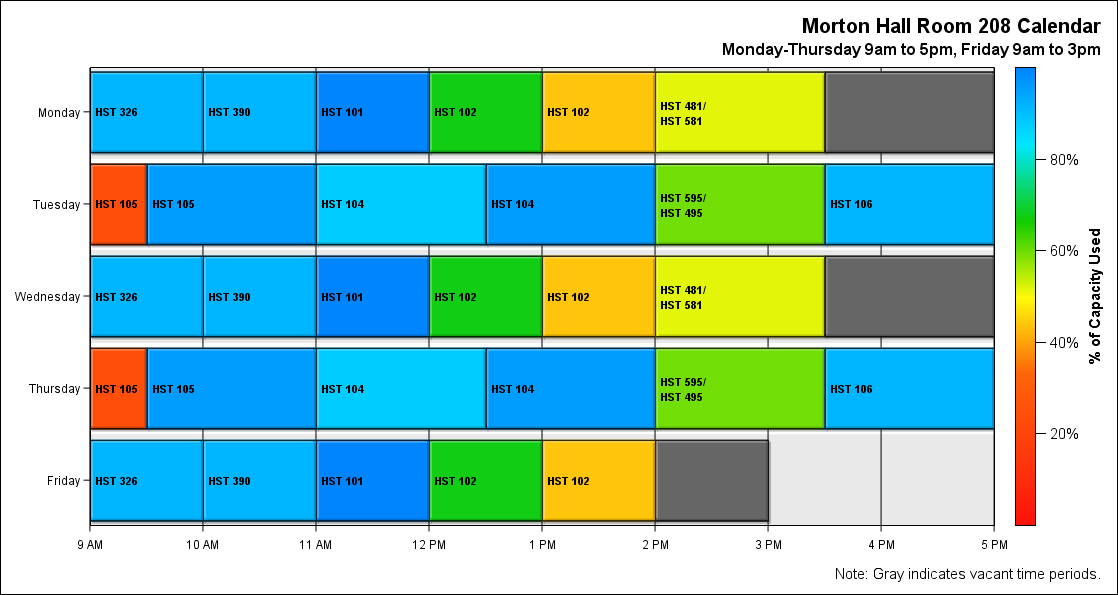 Morton Hall Room 208 Calendar
Monday-Thursday 9am to 5pm, Friday 9am to 3pm
Monday
HST 326
HST 390
HST 101
HST 102
HST 102
HST 481/
HST 581
Tuesday
HST 105
HST 105
HST 104
HST 104
HST 595/
HST 495
HST 106
Wednesday
HST 326
HST 390
HST 101
HST 102
HST 102
HST 481/
HST 581
Thursday
HST 105
HST 105
HST 104
HST 104
HST 595/
HST 495
HST 106
Friday
HST 326
HST 390
HST 101
HST 102
HST 102
9 AM
10 AM
11 AM
12 PM
1 PM
2 PM
3 PM
4 PM
5 PM
80%
60%
40%
20%
% of Capacity Used
Note: Gray indicates vacant time periods.